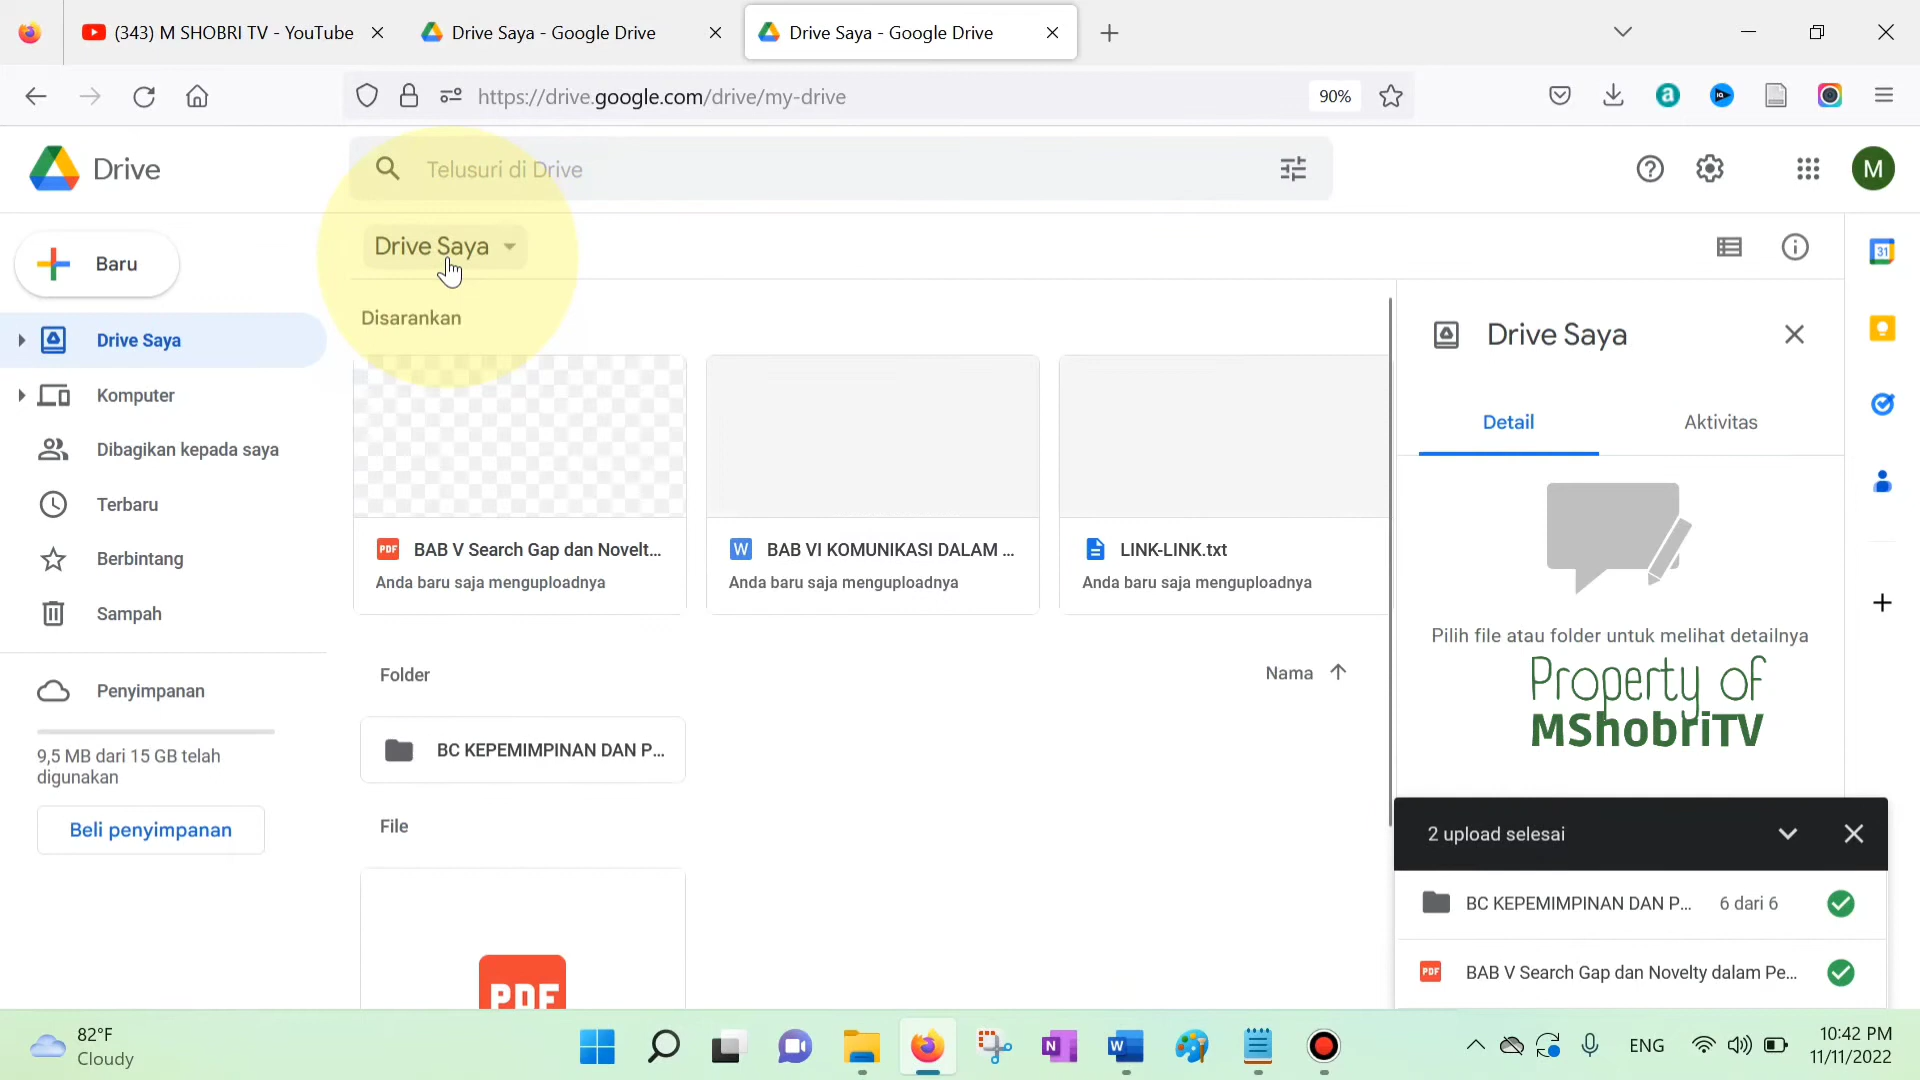 (343) M SHOBRI TV - YouTube
Drive Saya - Google Drive
Drive Saya - Google Drive
https://drive.google.com/drive/my-drive
90%
Drive
Telusuri di Drive
M
Baru
Drive Saya
Komputer
Dibagikan kepada saya
Terbaru
Berbintang
Sampah
Penyimpanan
9,5 MB dari 15 GB telah
digunakan
Beli penyimpanan
Drive Saya
Disarankan
PDF BAB V Search Gap dan Novelt...
Anda baru saja menguploadnya
W BAB VI KOMUNIKASI DALAM ...
Anda baru saja menguploadnya
LINK-LINK.txt
Anda baru saja menguploadnya
Folder
Nama
BC KEPEMIMPINAN DAN P...
File
PDF
Drive Saya
Detail
Aktivitas
Pilih file atau folder untuk melihat detailnya
Property of
MShobriTV
2 upload selesai
BC KEPEMIMPINAN DAN P... 6 dari 6
PDF BAB V Search Gap dan Novelty dalam Pe...
31
82°F
Cloudy
N
W
ENG
10:42 PM
11/11/2022